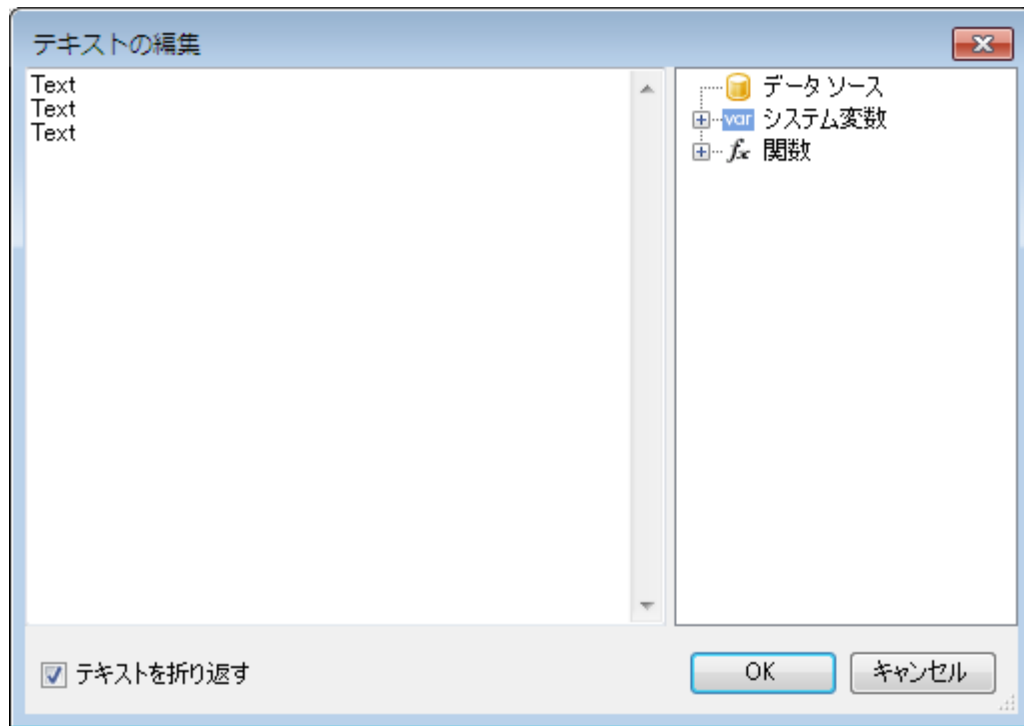 テキストの編集
Text
Text
Text
データ ソース
var システム変数
fx 関数
テキストを折り返す
OK
キャンセル